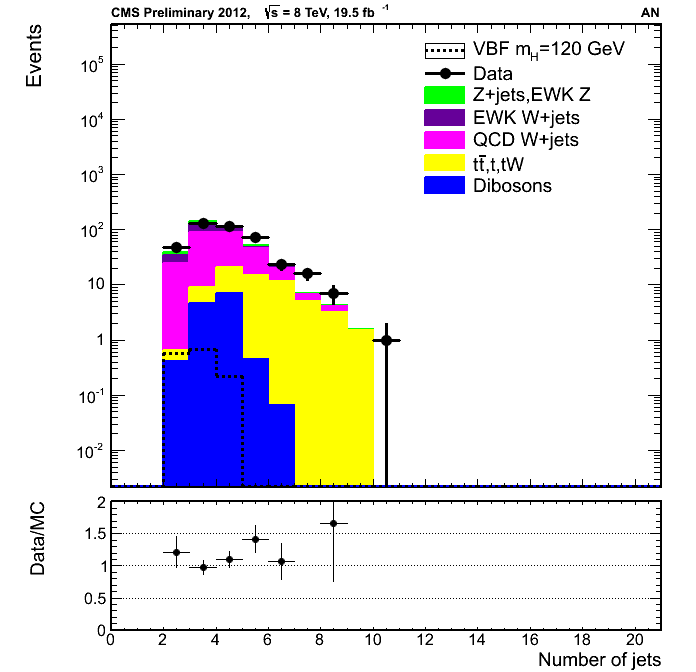 CMS Preliminary 2012, √s = 8 TeV, 19.5 fb⁻¹ AN
Events
VBF m_H=120 GeV
Data
Z+jets,EWK Z
EWK W+jets
QCD W+jets
tt̄,t,tW
Dibosons
10⁵
10⁴
10³
10²
10
1
10⁻¹
10⁻²
Data/MC
2
1.5
1
0.5
0
0 2 4 6 8 10 12 14 16 18 20
Number of jets